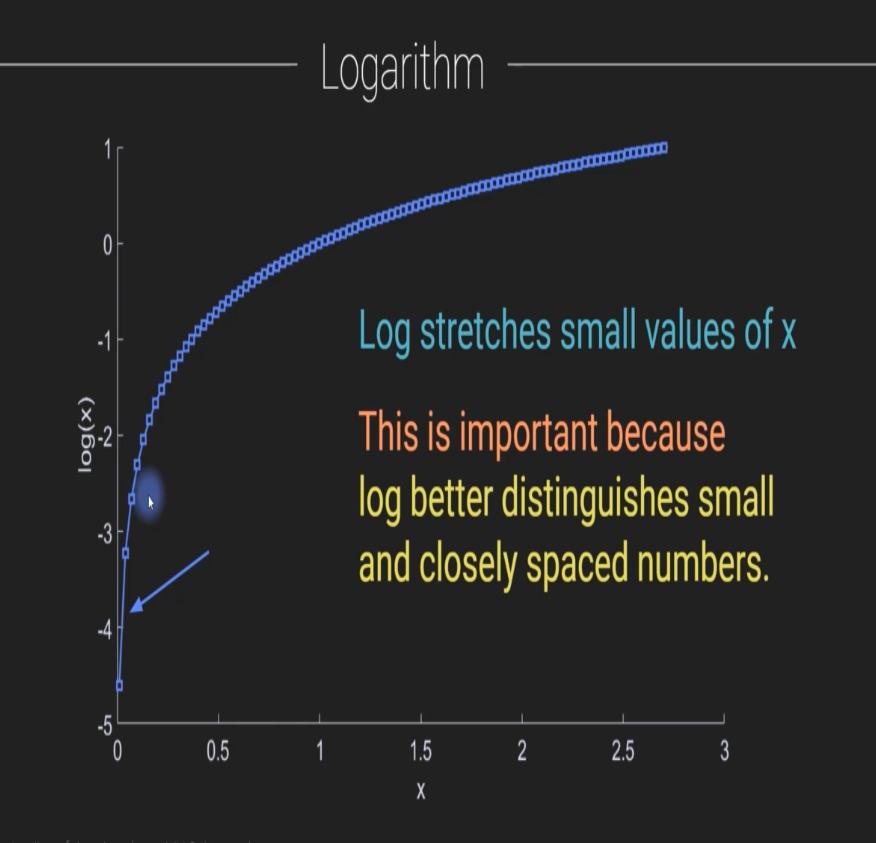 Logarithm
1
0
-1
-2
-3
-4
-5
log(x)
Log stretches small values of x
This is important because
log better distinguishes small
and closely spaced numbers.
0 0.5 1 1.5 2 2.5 3
x